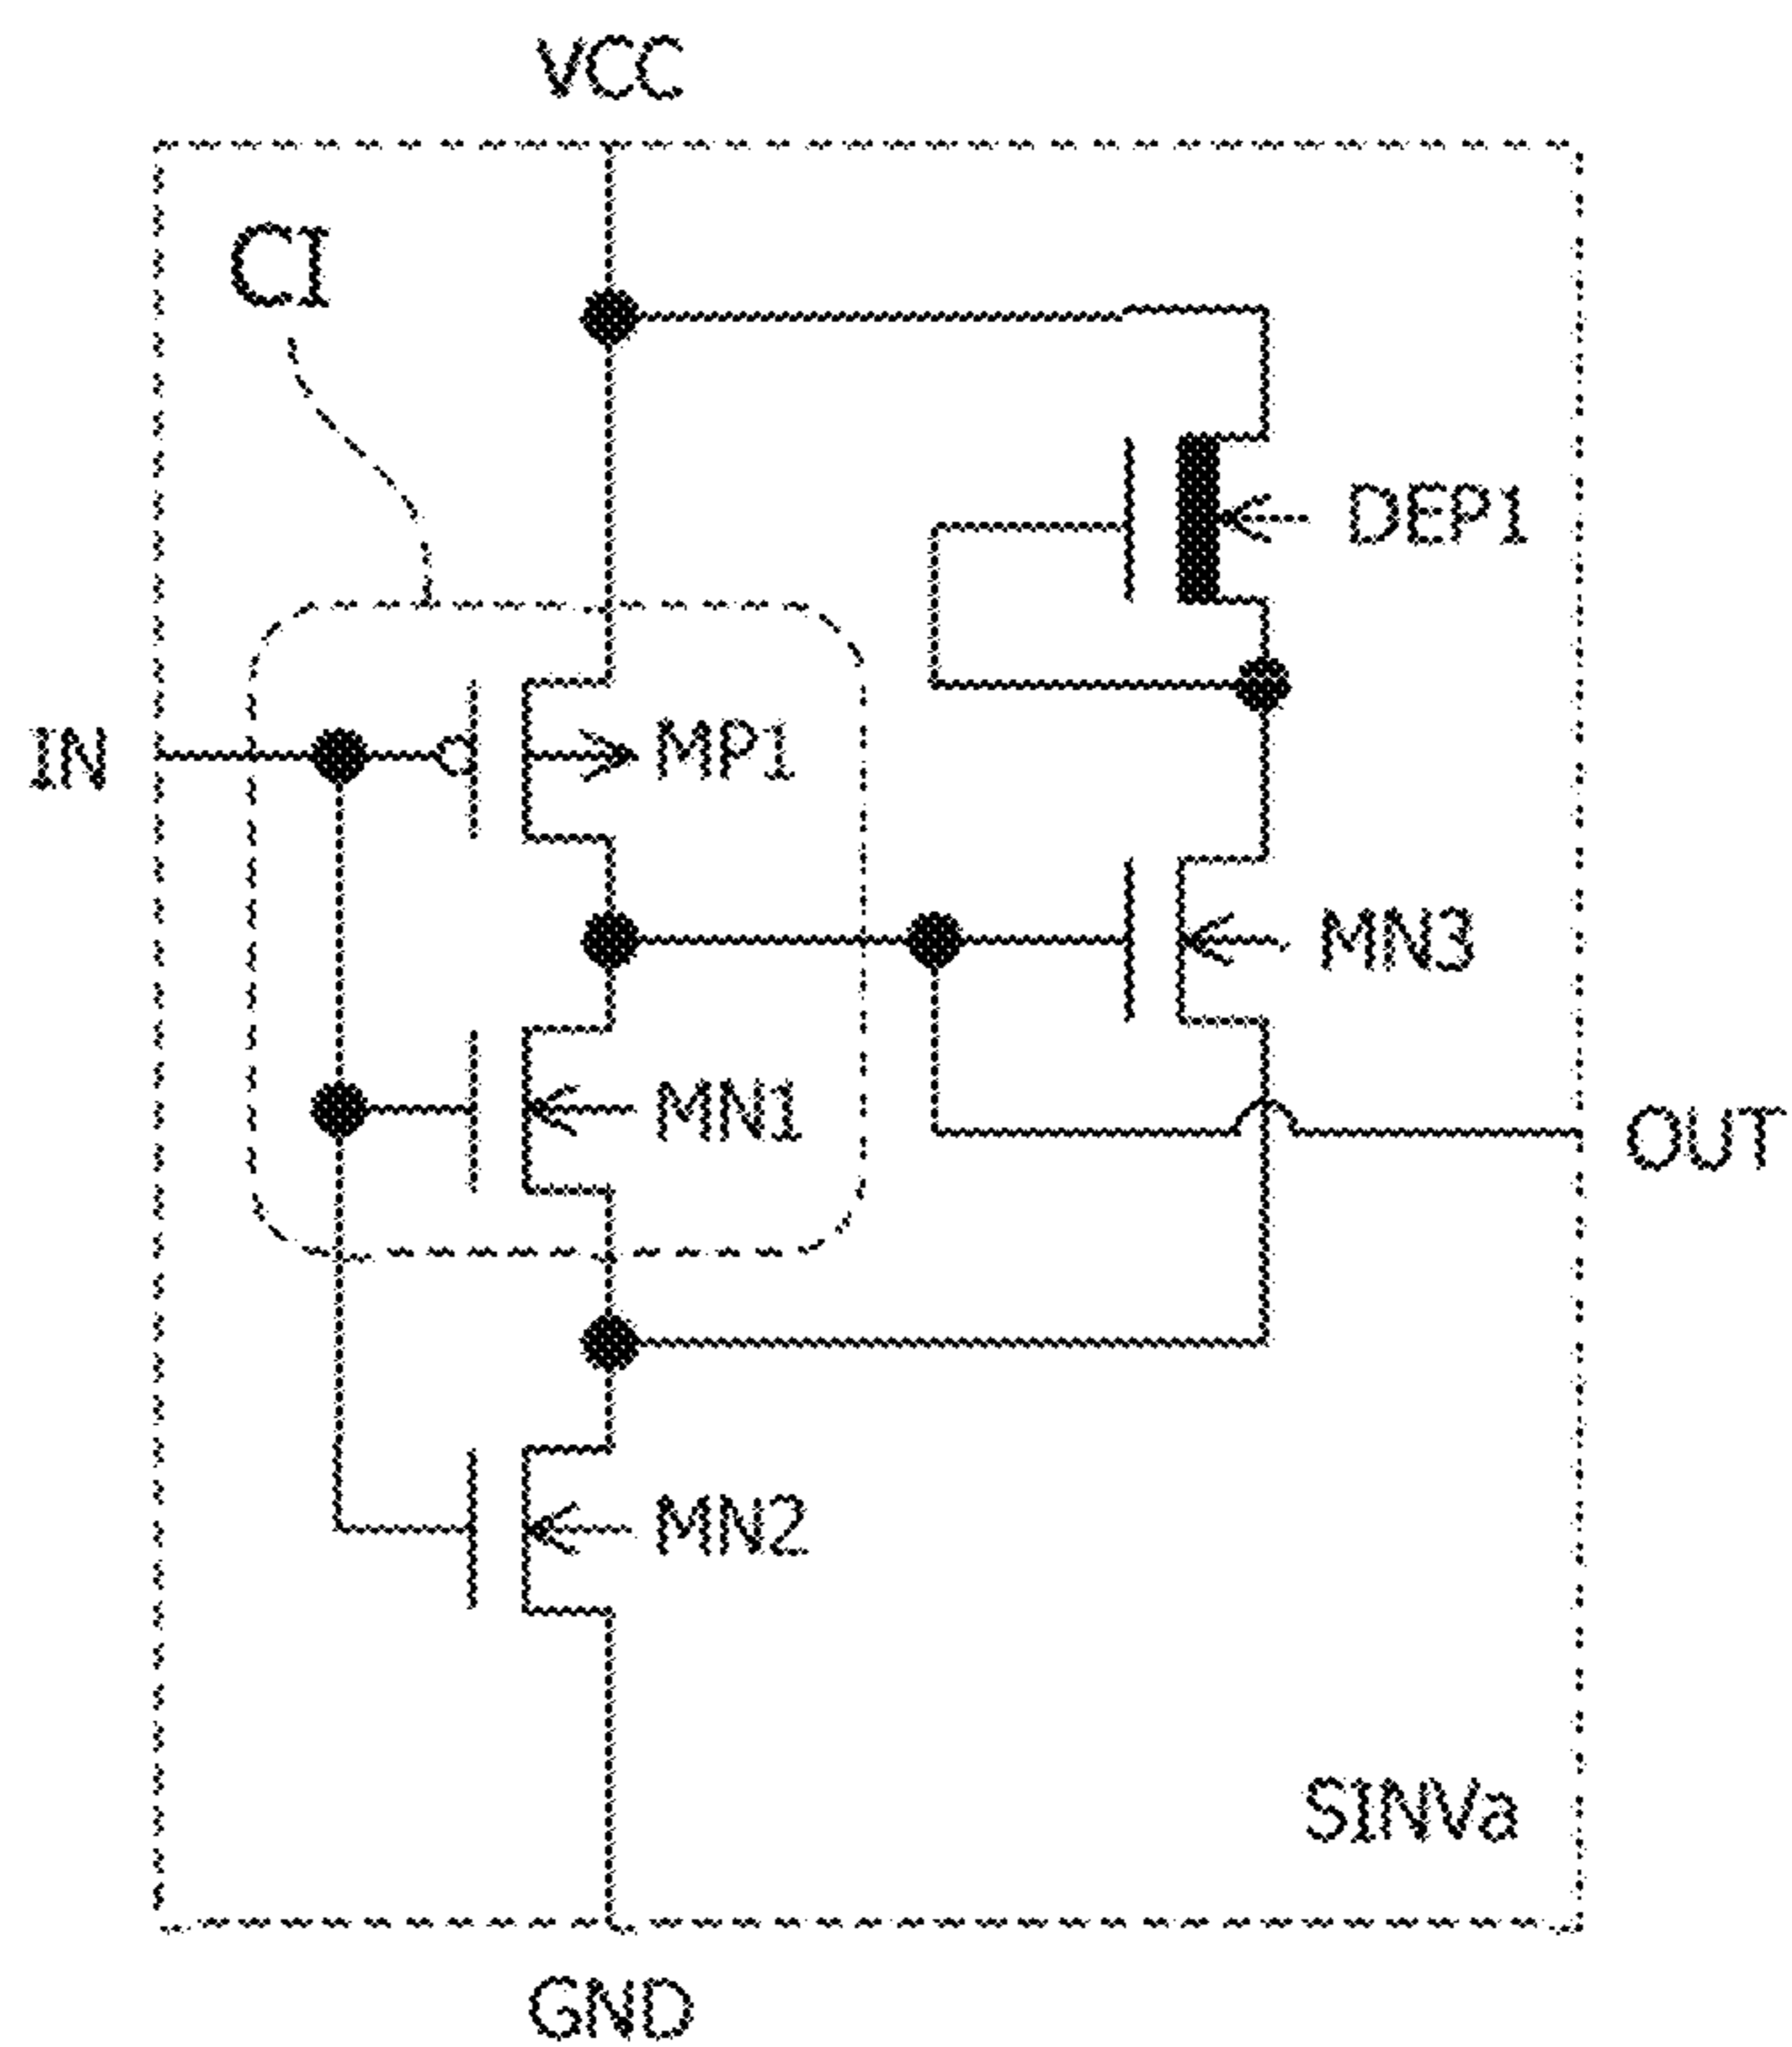 VCC
CI
DEP1
IN
MP1
MN3
MN1
OUT
MN2
SINVa
GND